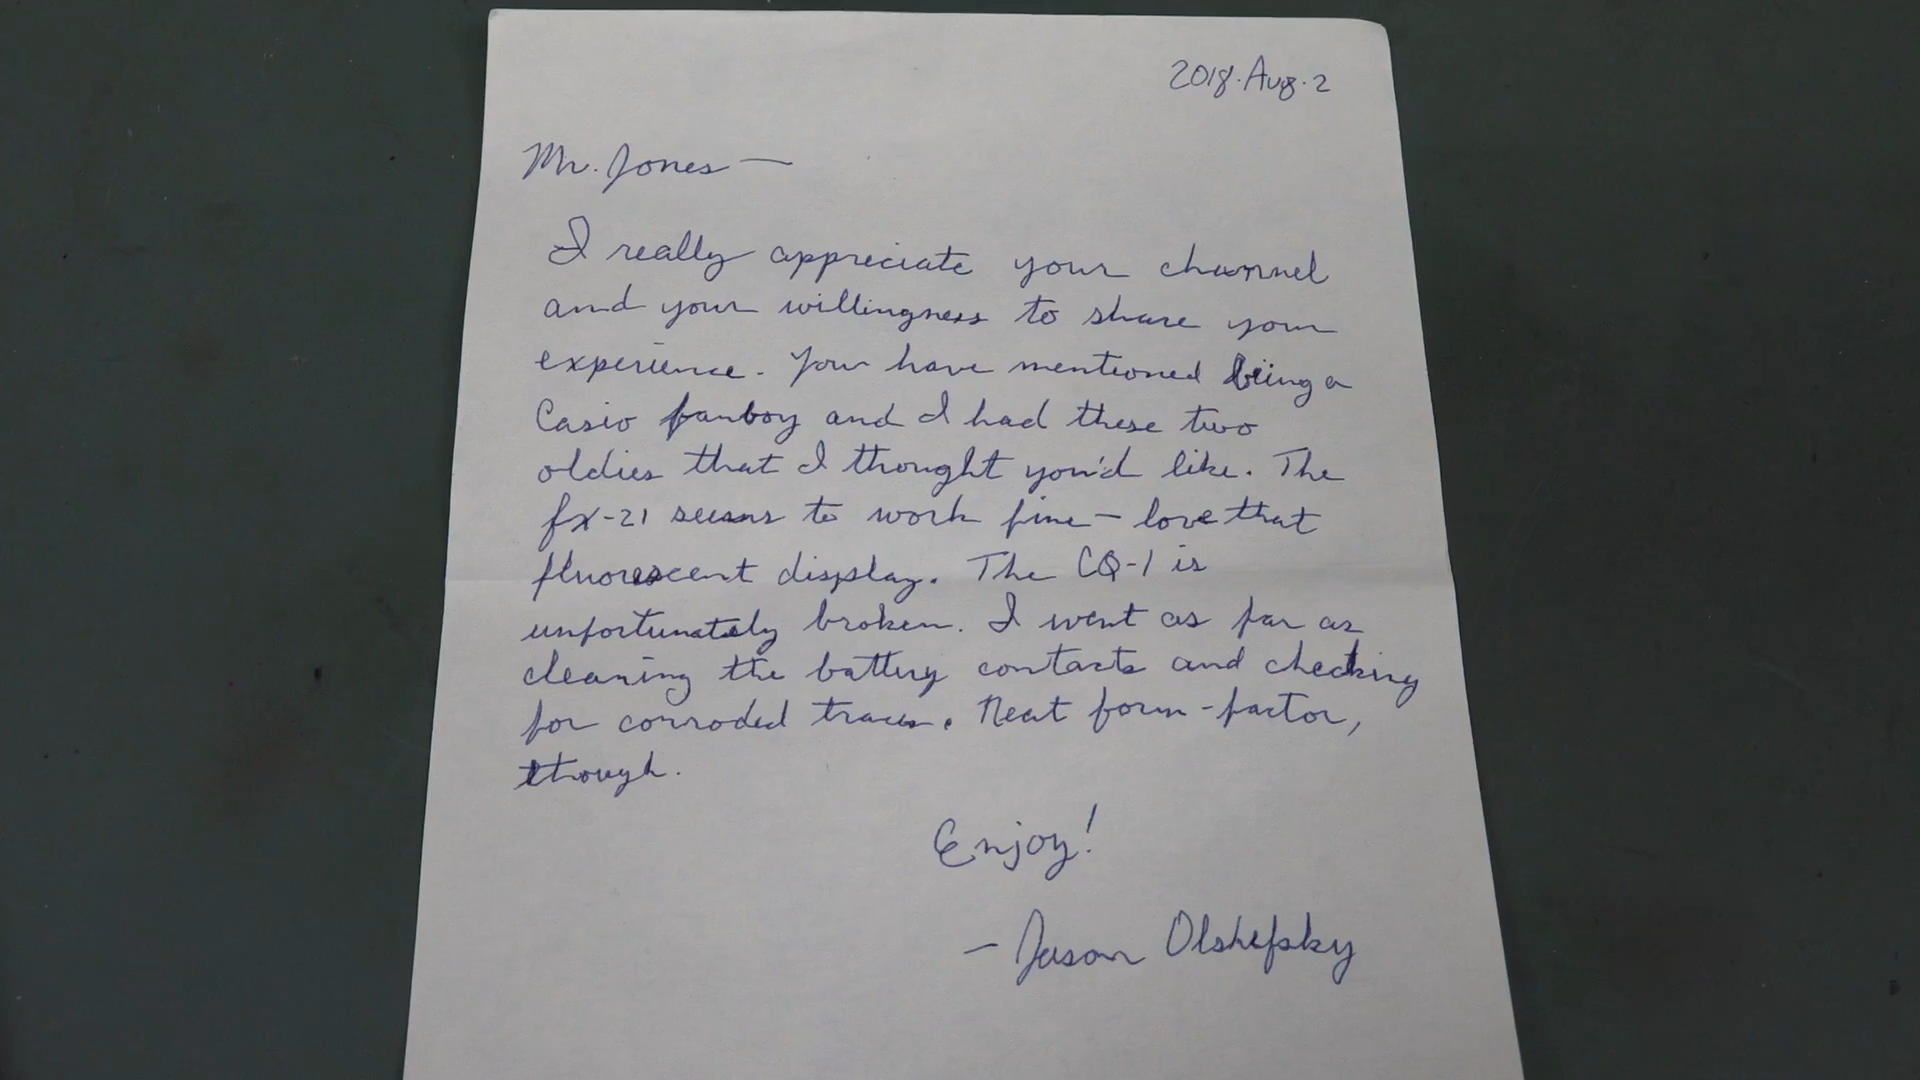 2018.Aug.2
Mr. Jones —
I really appreciate your channel
and your willingness to share your
experience. You have mentioned being a
Casio fanboy and I had these two
oldies that I thought you'd like. The
fx-21 seems to work fine — love that
fluorescent display. The CQ-1 is
unfortunately broken. I went as far as
cleaning the battery contacts and checking
for corroded traces. Neat form-factor,
though.
Enjoy!
— Jason Olshefsky